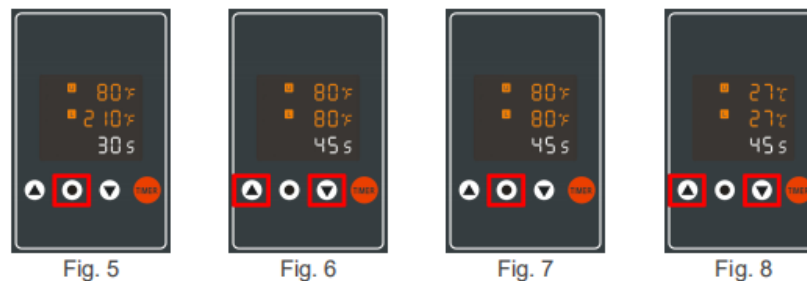 U 80°F
L 210°F
30s
TIMER
Fig. 5
U 80°F
L 80°F
45s
TIMER
Fig. 6
U 80°F
L 80°F
45s
TIMER
Fig. 7
U 27°C
L 27°C
45s
TIMER
Fig. 8